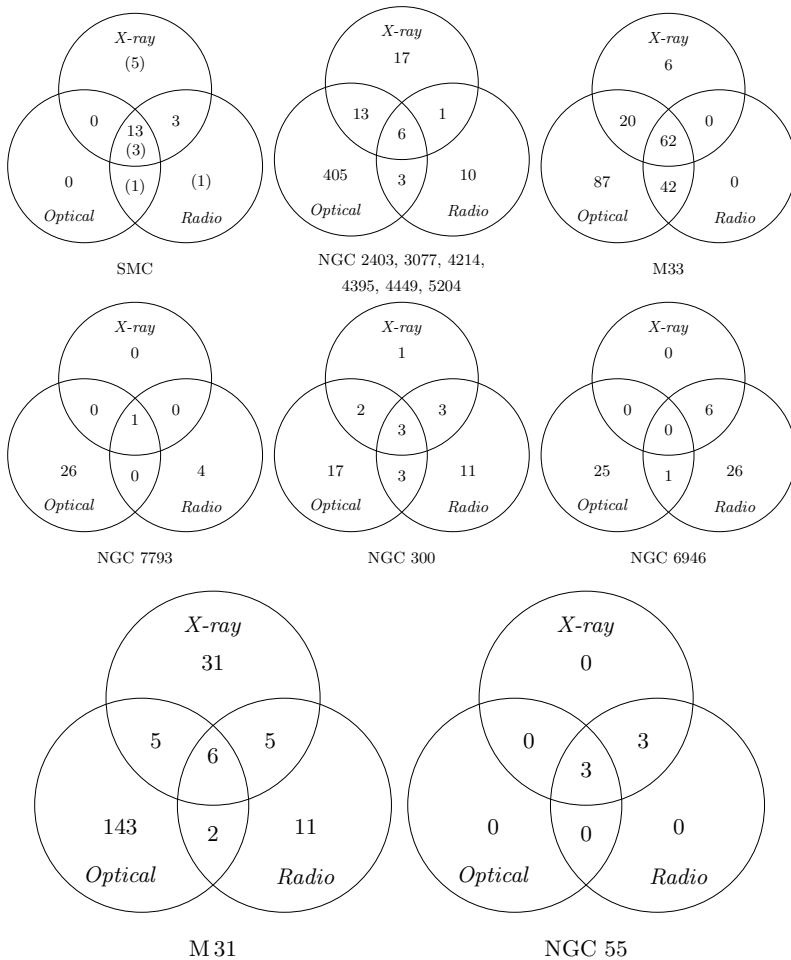 X-ray
(5)
0
13
(3)
3
0
(1)
(1)
Optical
Radio
SMC
X-ray
17
13
6
1
405
3
10
Optical
Radio
NGC 2403, 3077, 4214,
4395, 4449, 5204
X-ray
6
20
62
0
87
42
0
Optical
Radio
M33
X-ray
0
0
1
0
26
0
4
Optical
Radio
NGC 7793
X-ray
1
2
3
3
17
3
11
Optical
Radio
NGC 300
X-ray
0
0
0
6
25
1
26
Optical
Radio
NGC 6946
X-ray
31
5
6
5
143
2
11
Optical
Radio
M 31
X-ray
0
0
3
3
0
0
0
Optical
Radio
NGC 55